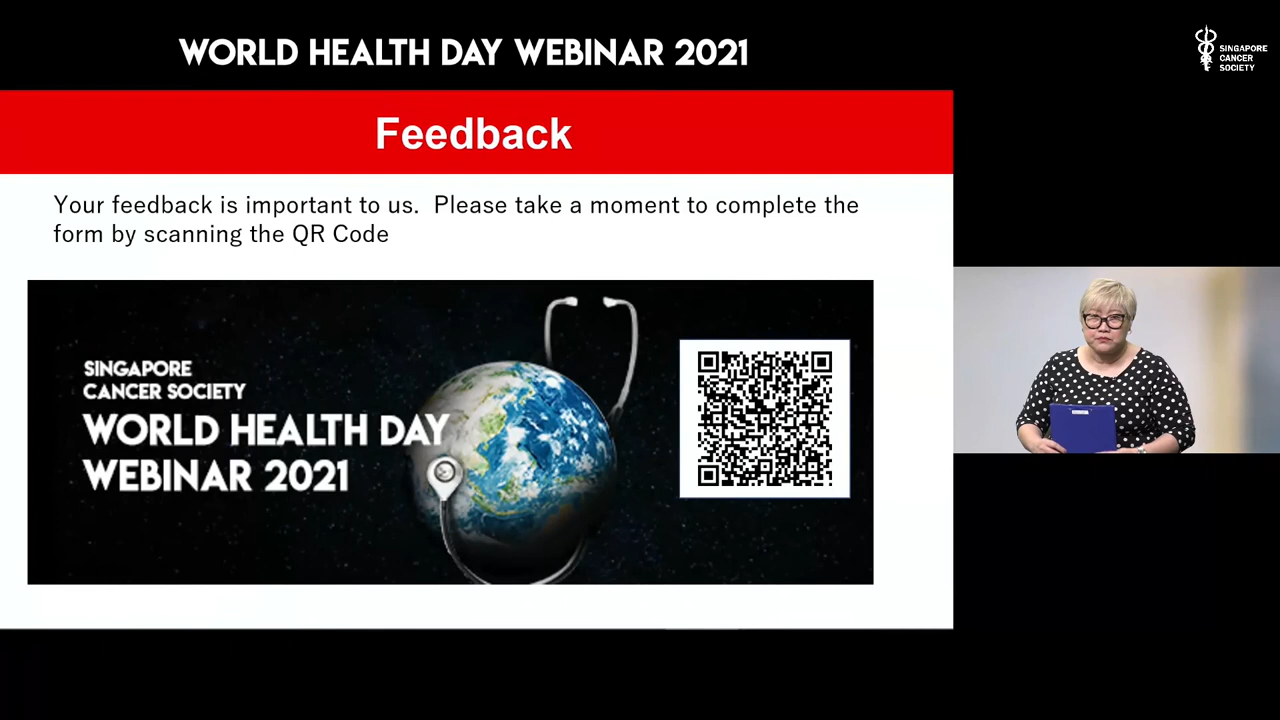 WORLD HEALTH DAY WEBINAR 2021
SINGAPORE
CANCER
SOCIETY
Feedback
Your feedback is important to us.  Please take a moment to complete the
form by scanning the QR Code
SINGAPORE
CANCER SOCIETY
WORLD HEALTH DAY
WEBINAR 2021